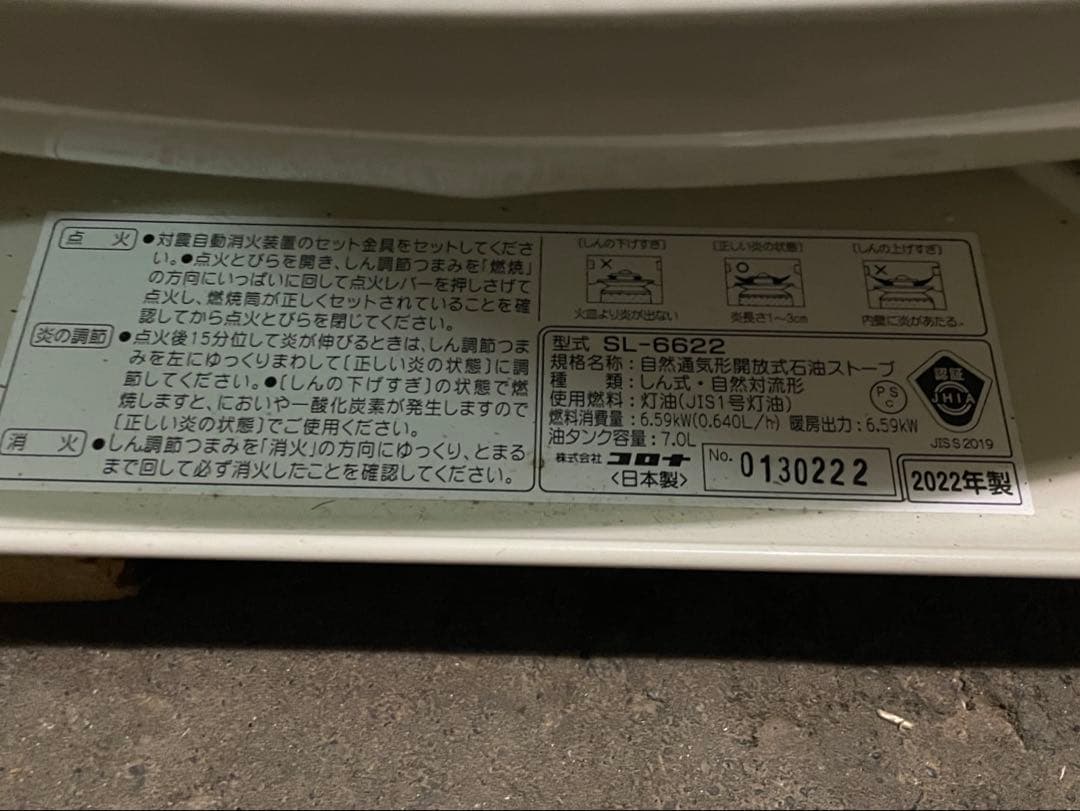 点火 ●対震自動消火装置のセット金具をセットしてくださ
い。●点火とびらを開き、しん調節つまみを「燃焼」
の方向にいっぱいに回して点火レバーを押しさげて
点火し、燃焼筒が正しくセットされていることを確
認してから点火とびらを閉じてください。
炎の調節 ●点火後15分位して炎が伸びるときは、しん調節つま
みを左にゆっくりまわして[正しい炎の状態]に調
節してください。●[しんの下げすぎ]の状態で燃
焼しますと、においや一酸化炭素が発生しますので
[正しい炎の状態]でご使用ください。
消火 ●しん調節つまみを「消火」の方向にゆっくり、とまる
まで回して必ず消火したことを確認してください。
[しんの下げすぎ]
火皿より炎が出ない
[正しい炎の状態]
炎長さ1～3cm
[しんの上げすぎ]
内壁に炎があたる。
型式 SL-6622
規格名称:自然通気形開放式石油ストーブ
種類:しん式・自然対流形
使用燃料:灯油(JIS1号灯油)
燃料消費量:6.59kW(0.640L/h) 暖房出力:6.59kW
油タンク容量:7.0L
PSC
認証
JHIA
JIS S 2019
株式会社 コロナ
<日本製>
No. 0130222
2022年製